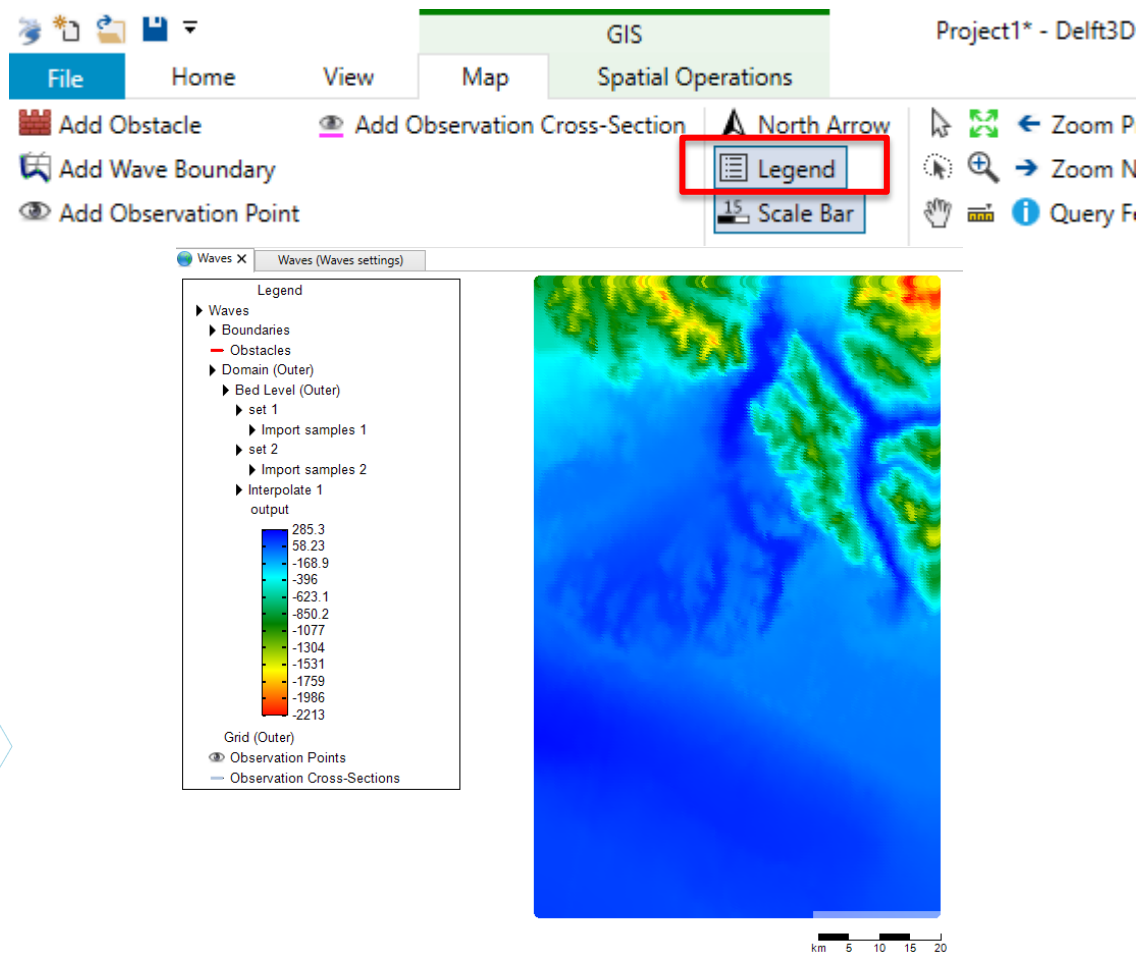 GIS
Project1* - Delft3D
File Home View Map Spatial Operations
Add Obstacle Add Observation Cross-Section North Arrow Zoom P
Add Wave Boundary Legend Zoom N
Add Observation Point 15 Scale Bar Query Fe
Waves X Waves (Waves settings)
Legend
Waves
Boundaries
Obstacles
Domain (Outer)
Bed Level (Outer)
set 1
Import samples 1
set 2
Import samples 2
Interpolate 1
output
285.3
58.23
-168.9
-396
-623.1
-850.2
-1077
-1304
-1531
-1759
-1986
-2213
Grid (Outer)
Observation Points
Observation Cross-Sections
km 5 10 15 20